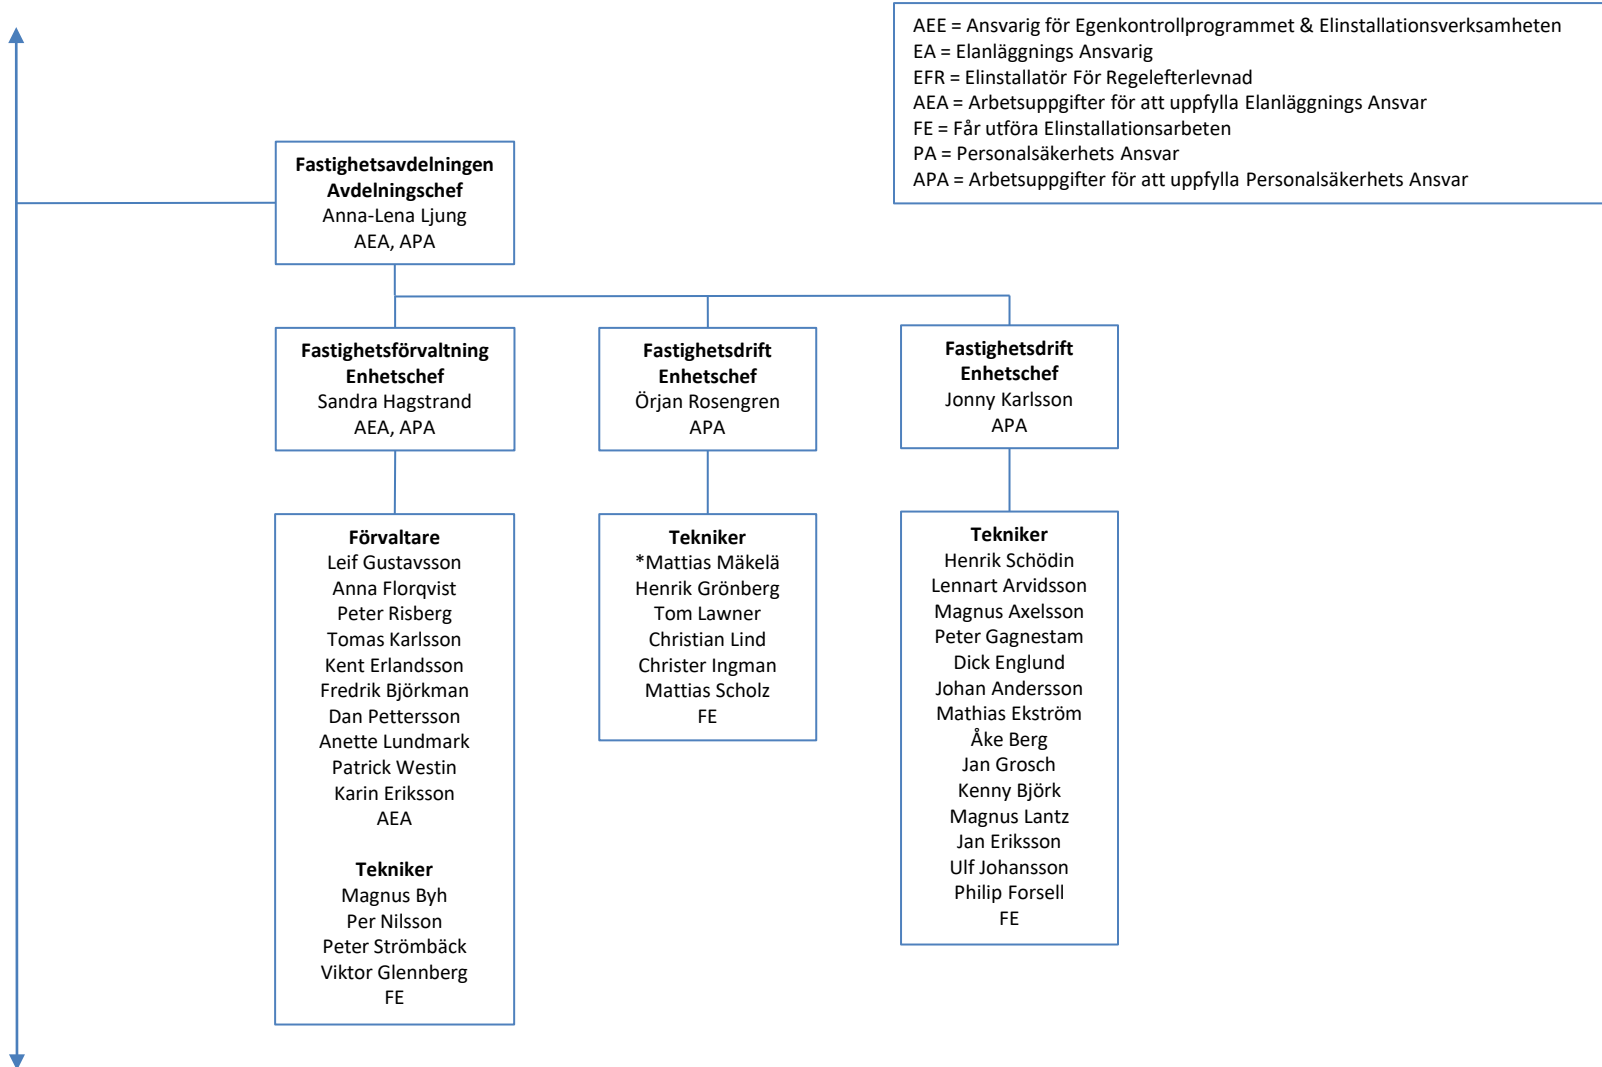 AEE = Ansvarig för Egenkontrollprogrammet & Elinstallationsverksamheten
EA = Elanläggnings Ansvarig
EFR = Elinstallatör För Regelefterlevnad
AEA = Arbetsuppgifter för att uppfylla Elanläggnings Ansvar
FE = Får utföra Elinstallationsarbeten
PA = Personalsäkerhets Ansvar
APA = Arbetsuppgifter för att uppfylla Personalsäkerhets Ansvar
Fastighetsavdelningen
Avdelningschef
Anna-Lena Ljung
AEA, APA
Fastighetsförvaltning
Enhetschef
Sandra Hagstrand
AEA, APA
Fastighetsdrift
Enhetschef
Örjan Rosengren
APA
Fastighetsdrift
Enhetschef
Jonny Karlsson
APA
Förvaltare
Leif Gustavsson
Anna Florqvist
Peter Risberg
Tomas Karlsson
Kent Erlandsson
Fredrik Björkman
Dan Pettersson
Anette Lundmark
Patrick Westin
Karin Eriksson
AEA
Tekniker
Magnus Byh
Per Nilsson
Peter Strömbäck
Viktor Glennberg
FE
Tekniker
*Mattias Mäkelä
Henrik Grönberg
Tom Lawner
Christian Lind
Christer Ingman
Mattias Scholz
FE
Tekniker
Henrik Schödin
Lennart Arvidsson
Magnus Axelsson
Peter Gagnestam
Dick Englund
Johan Andersson
Mathias Ekström
Åke Berg
Jan Grosch
Kenny Björk
Magnus Lantz
Jan Eriksson
Ulf Johansson
Philip Forsell
FE